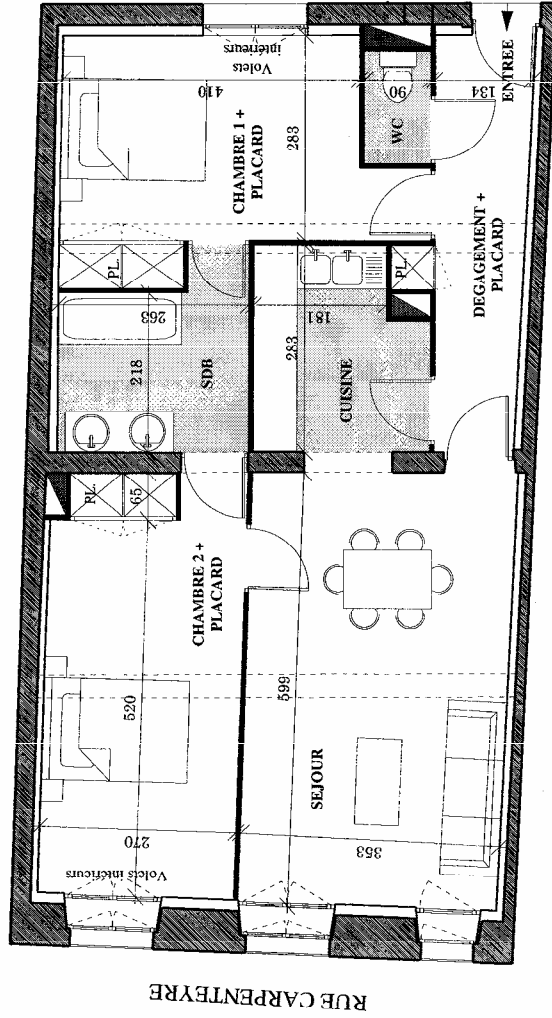 Volets
intérieurs
410
CHAMBRE 1 +
PLACARD
283
90
WC
134
ENTREE
DEGAGEMENT +
PLACARD
PL.
PL.
263
218
SDB
181
283
CUISINE
PL.
65
CHAMBRE 2 +
PLACARD
520
599
SEJOUR
270
353
Volets intérieurs
RUE CARPENTEYRE